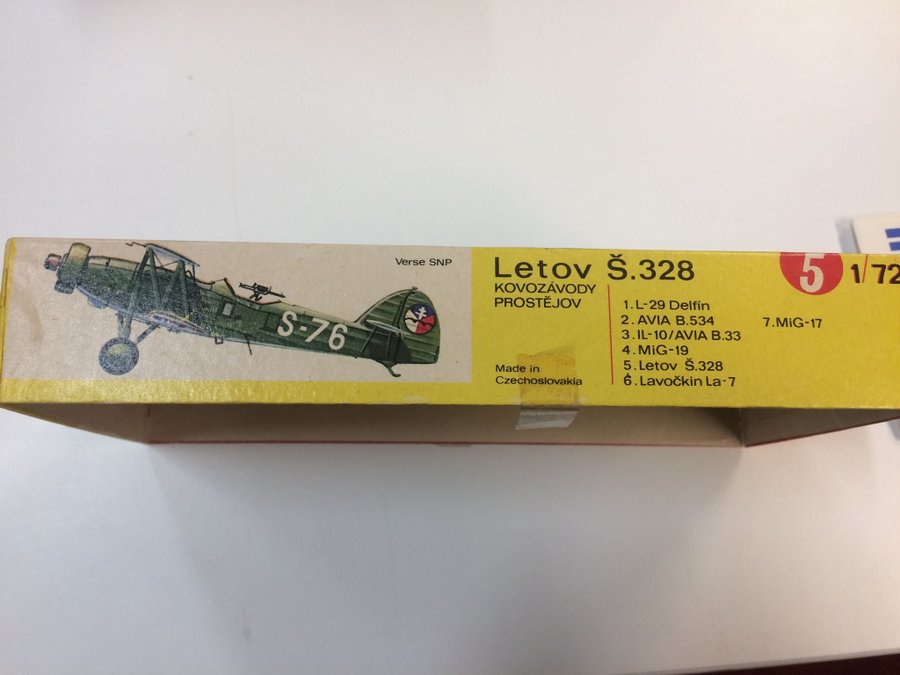 Verse SNP
S-76
Letov Š.328
KOVOZÁVODY
PROSTĚJOV
Made in
Czechoslovakia
1. L-29 Delfín
2. AVIA B.534
3. IL-10/AVIA B.33
4. MiG-19
5. Letov Š.328
6. Lavočkin La-7
7. MiG-17
5
1/72